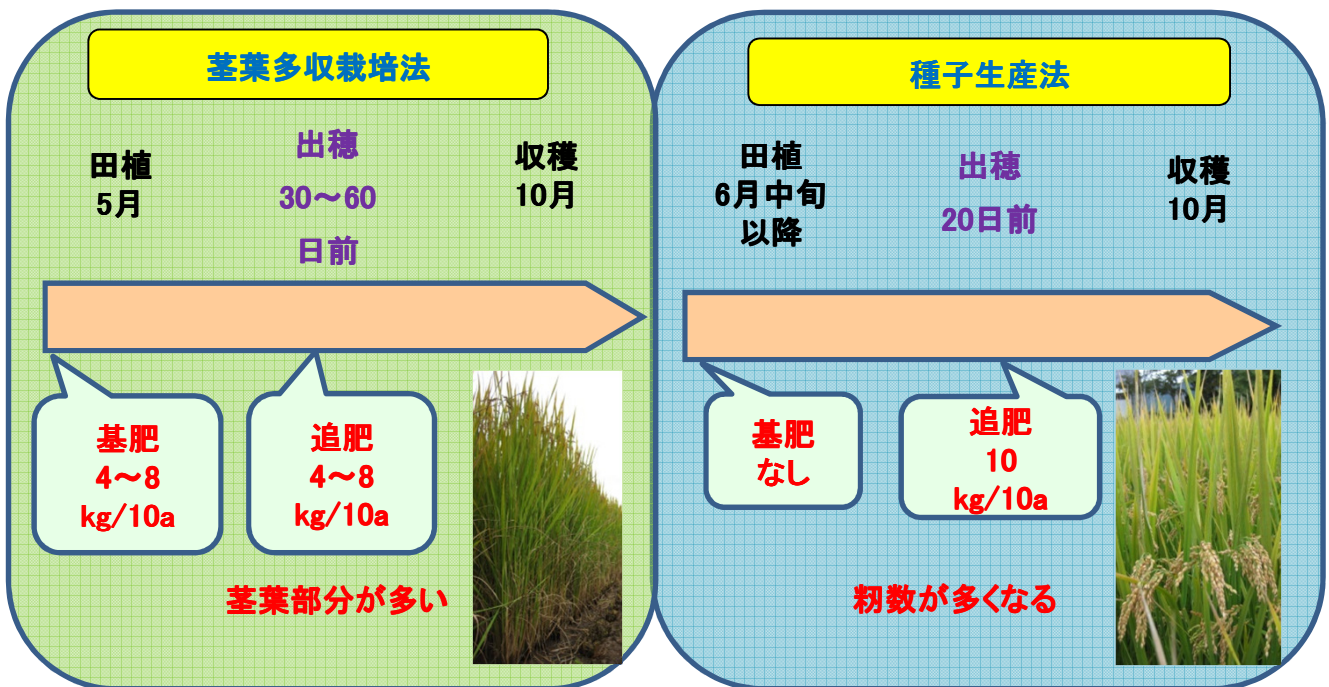 茎葉多収栽培法
田植
5月
出穂
30～60
日前
収穫
10月
基肥
4～8
kg/10a
追肥
4～8
kg/10a
茎葉部分が多い
種子生産法
田植
6月中旬
以降
出穂
20日前
収穫
10月
基肥
なし
追肥
10
kg/10a
籾数が多くなる